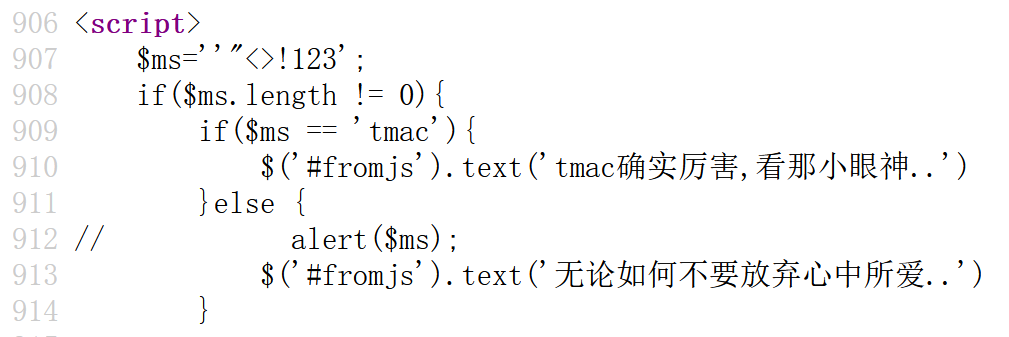 906 <script>
907     $ms=''"<>!123';
908     if($ms.length != 0){
909         if($ms == 'tmac'){
910             $('#fromjs').text('tmac确实厉害,看那小眼神..')
911         }else {
912 //            alert($ms);
913             $('#fromjs').text('无论如何不要放弃心中所爱..')
914         }